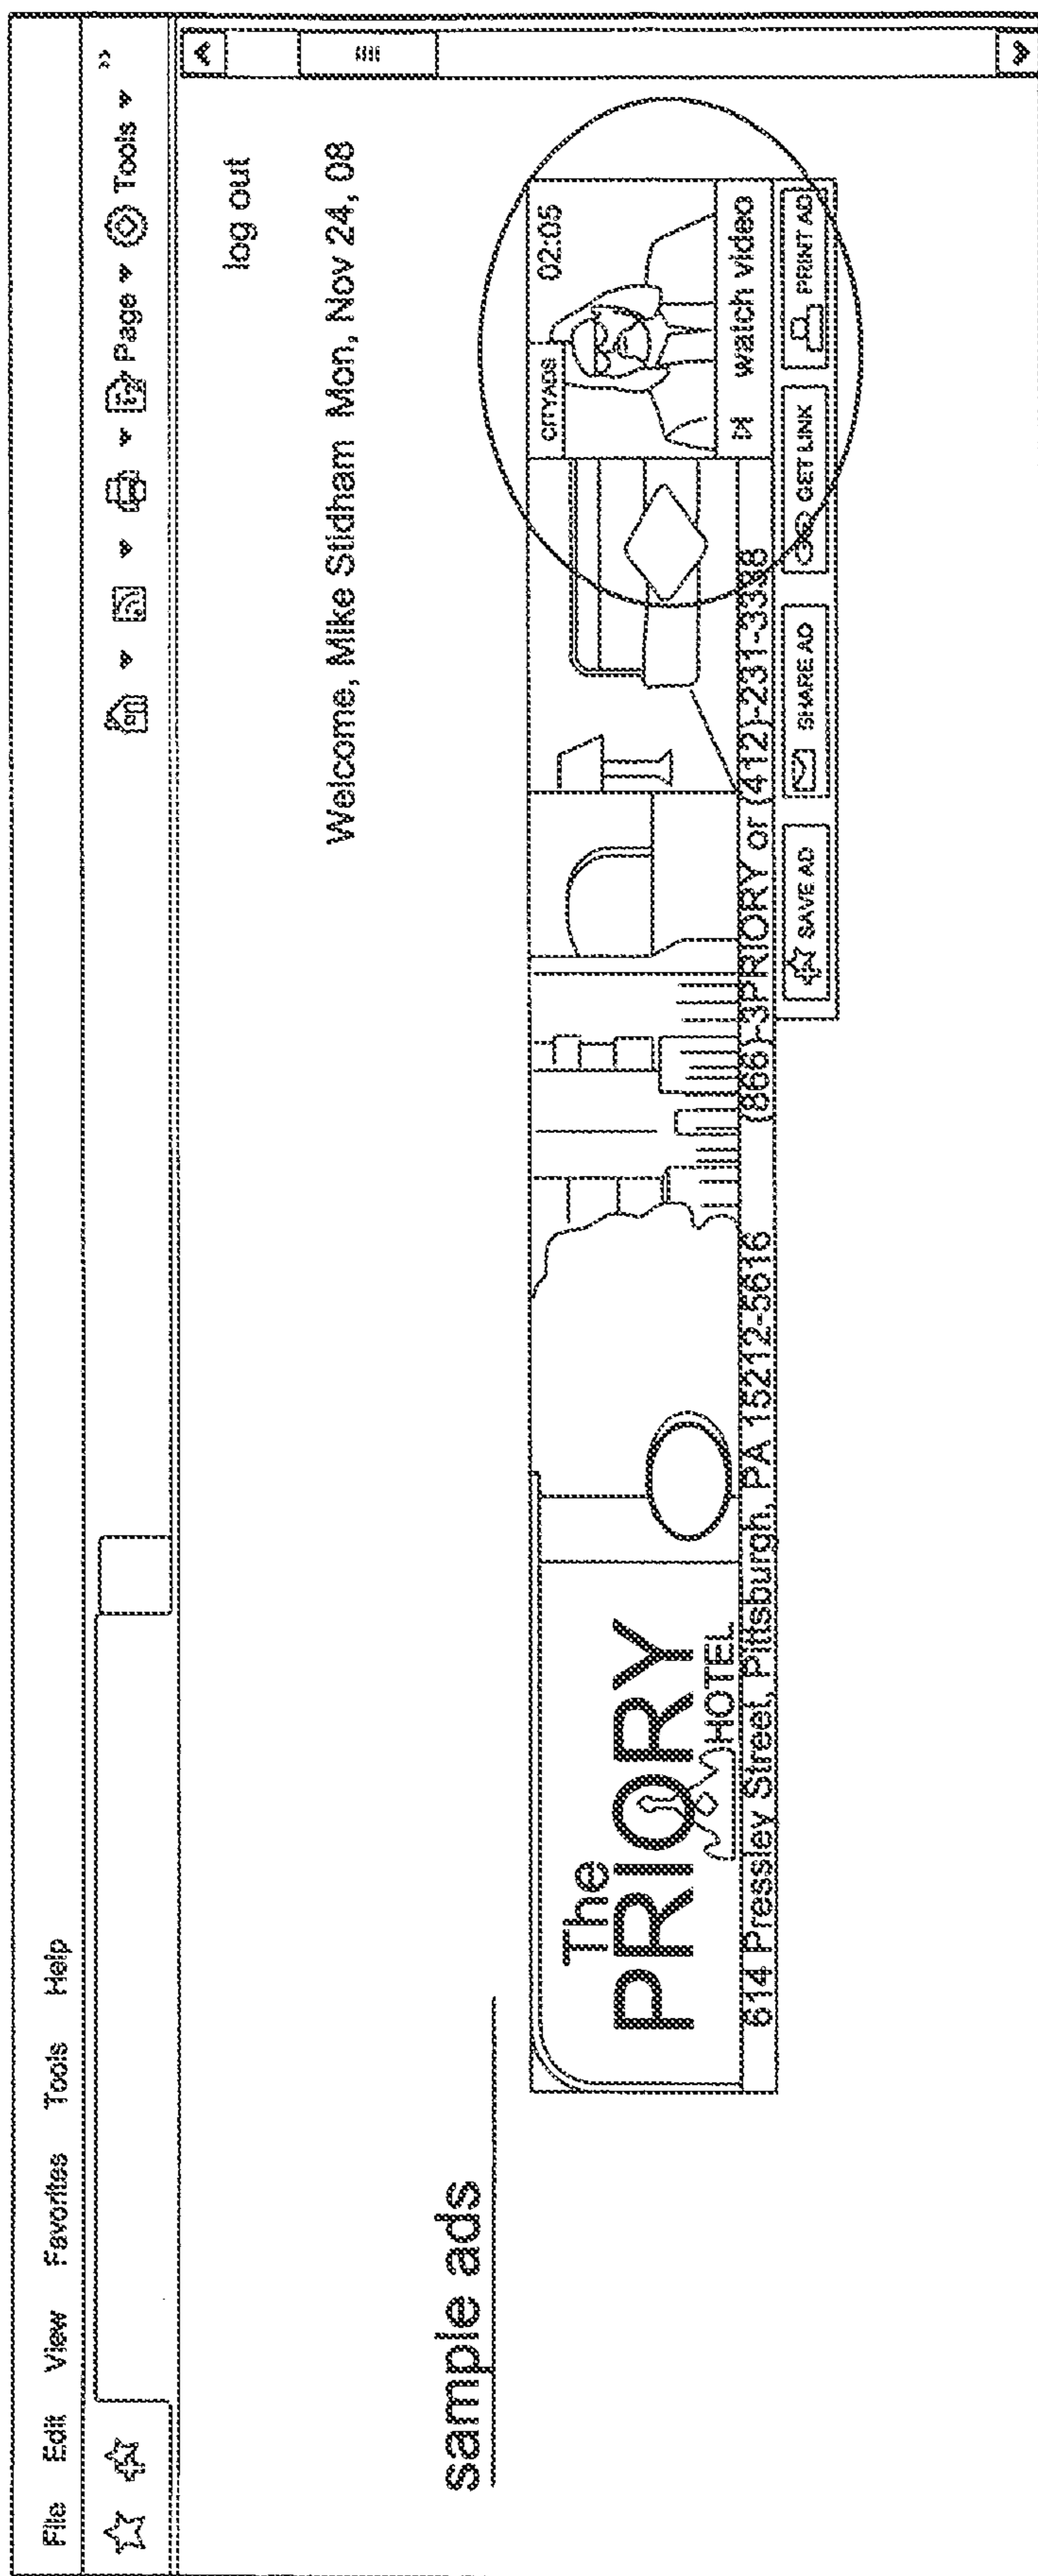 File Edit View Favorites Tools Help
Page Tools
log out
Welcome, Mike Stidham Mon, Nov 24, 08
sample ads
The
PRIORY
HOTEL
CITYADS
02:05
watch video
614 Pressley Street, Pittsburgh, PA 15212-5616 (866)-3PRIORY or (412)-231-3338
SAVE AD SHARE AD GET LINK PRINT AD